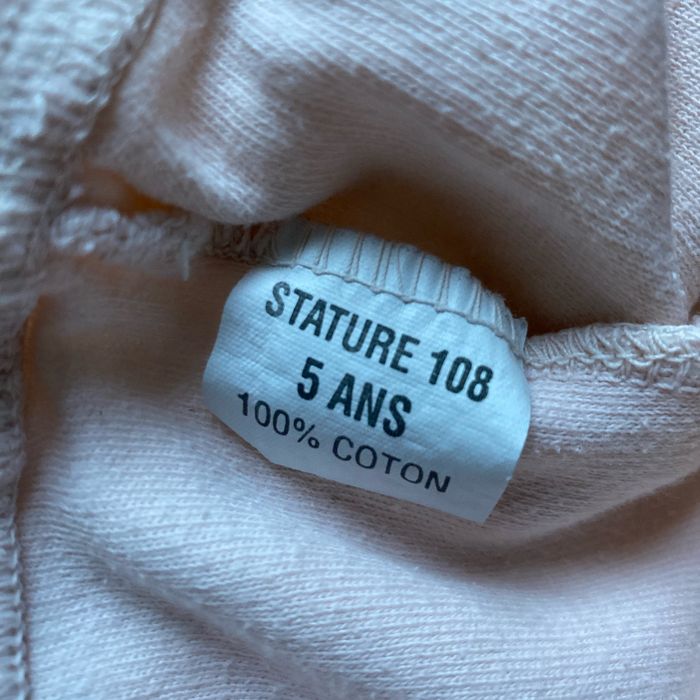 STATURE 108
5 ANS
100% COTON